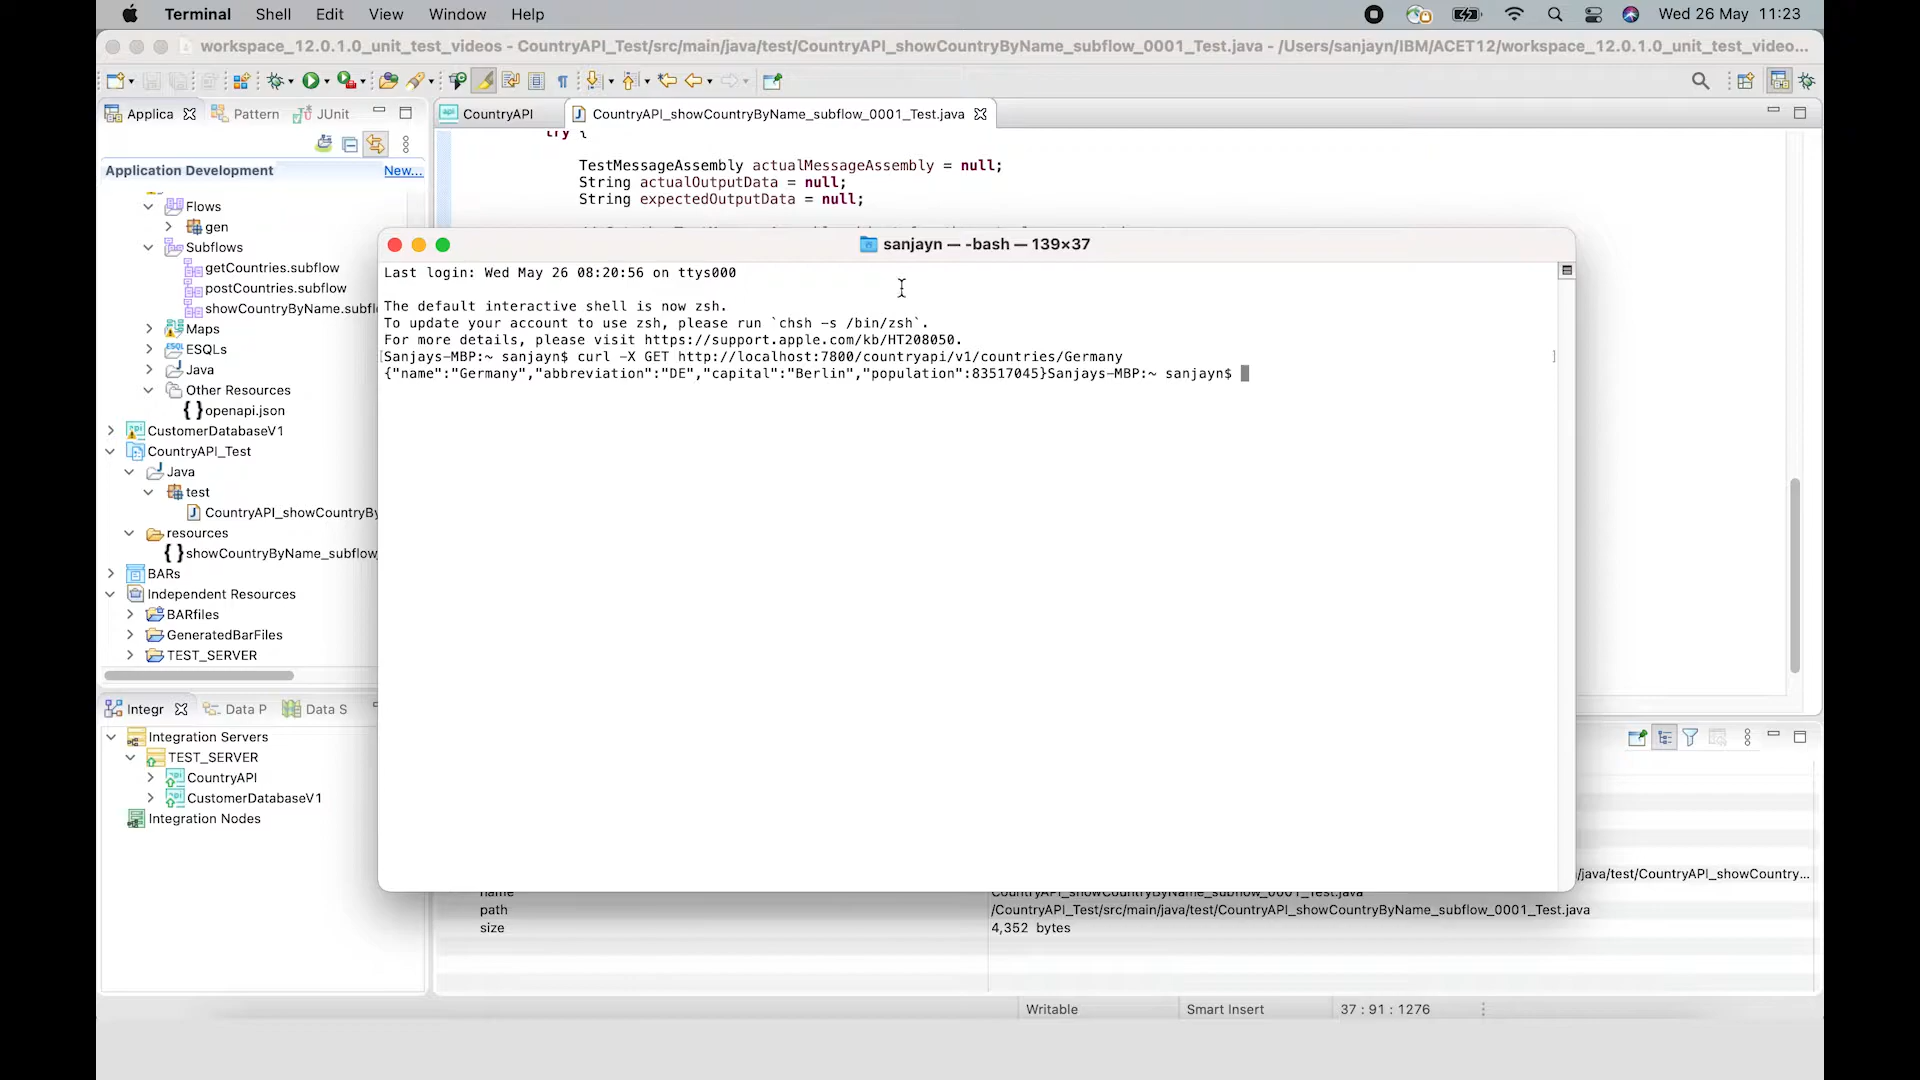 Terminal Shell Edit View Window Help Wed 26 May 11:23
workspace_12.0.1.0_unit_test_videos - CountryAPI_Test/src/main/java/test/CountryAPI_showCountryByName_subflow_0001_Test.java - /Users/sanjayn/IBM/ACET12/workspace_12.0.1.0_unit_test_video...
Applica Pattern JUnit
CountryAPI CountryAPI_showCountryByName_subflow_0001_Test.java
Application Development New...
Flows
gen
Subflows
getCountries.subflow
postCountries.subflow
showCountryByName.subfl
Maps
ESQLs
Java
Other Resources
{ }openapi.json
CustomerDatabaseV1
CountryAPI_Test
Java
test
CountryAPI_showCountryBy
resources
{ }showCountryByName_subflow_
BARs
Independent Resources
BARfiles
GeneratedBarFiles
TEST_SERVER
try {
TestMessageAssembly actualMessageAssembly = null;
String actualOutputData = null;
String expectedOutputData = null;
sanjayn — -bash — 139×37
Last login: Wed May 26 08:20:56 on ttys000
The default interactive shell is now zsh.
To update your account to use zsh, please run `chsh -s /bin/zsh`.
For more details, please visit https://support.apple.com/kb/HT208050.
[Sanjays-MBP:~ sanjayn$ curl -X GET http://localhost:7800/countryapi/v1/countries/Germany ]
{"name":"Germany","abbreviation":"DE","capital":"Berlin","population":83517045}Sanjays-MBP:~ sanjayn$
Integr Data P Data S
Integration Servers
TEST_SERVER
CountryAPI
CustomerDatabaseV1
Integration Nodes
/java/test/CountryAPI_showCountry...
name CountryAPI_showCountryByName_subflow_0001_Test.java
path /CountryAPI_Test/src/main/java/test/CountryAPI_showCountryByName_subflow_0001_Test.java
size 4,352 bytes
Writable Smart Insert 37 : 91 : 1276